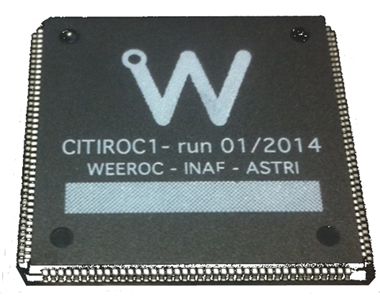 W
CITIROC1- run 01/2014
WEEROC - INAF - ASTRI